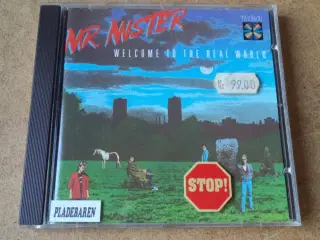 MR. MISTER
WELCOME TO THE REAL WORLD
Kr. 99.00
STOP!
PLADEBAREN